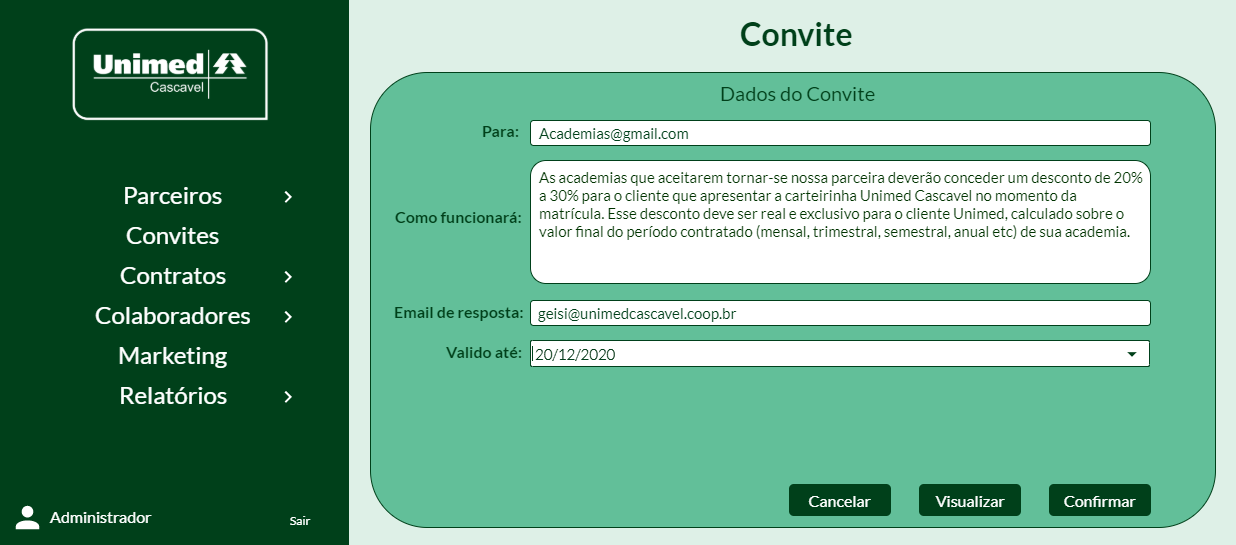 Unimed
Cascavel
Parceiros
Convites
Contratos
Colaboradores
Marketing
Relatórios
Administrador
Sair
Convite
Dados do Convite
Para: Academias@gmail.com
Como funcionará:
As academias que aceitarem tornar-se nossa parceira deverão conceder um desconto de 20%
a 30% para o cliente que apresentar a carteirinha Unimed Cascavel no momento da
matrícula. Esse desconto deve ser real e exclusivo para o cliente Unimed, calculado sobre o
valor final do período contratado (mensal, trimestral, semestral, anual etc) de sua academia.
Email de resposta: geisi@unimedcascavel.coop.br
Valido até: 20/12/2020
Cancelar
Visualizar
Confirmar